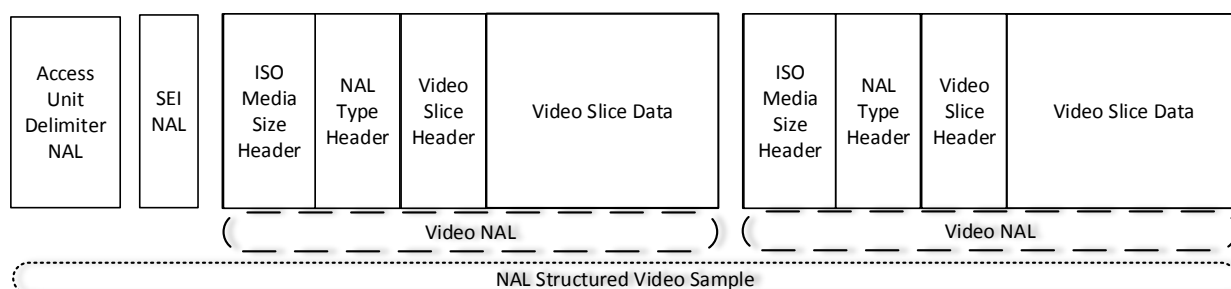 Access
Unit
Delimiter
NAL
SEI
NAL
ISO
Media
Size
Header
NAL
Type
Header
Video
Slice
Header
Video Slice Data
ISO
Media
Size
Header
NAL
Type
Header
Video
Slice
Header
Video Slice Data
Video NAL
Video NAL
NAL Structured Video Sample